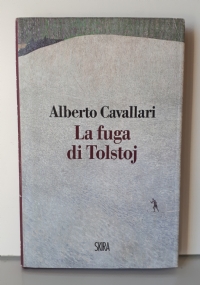 Alberto Cavallari
La fuga
di Tolstoj
SKIRA